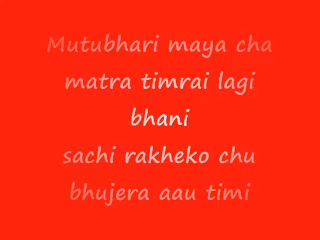 Mutubhari maya cha
matra timrai lagi
bhani
sachi rakheko chu
bhujera aau timi